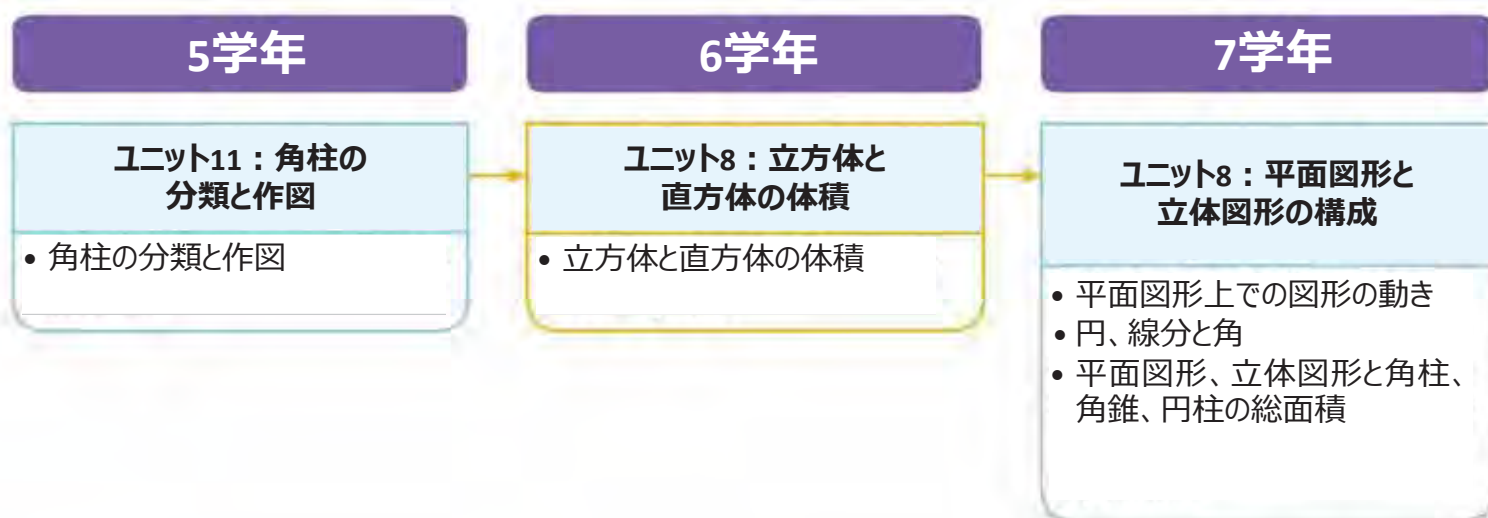 5学年
ユニット11：角柱の
分類と作図
• 角柱の分類と作図
6学年
ユニット8：立方体と
直方体の体積
• 立方体と直方体の体積
7学年
ユニット8：平面図形と
立体図形の構成
• 平面図形上での図形の動き
• 円、線分と角
• 平面図形、立体図形と角柱、
角錐、円柱の総面積